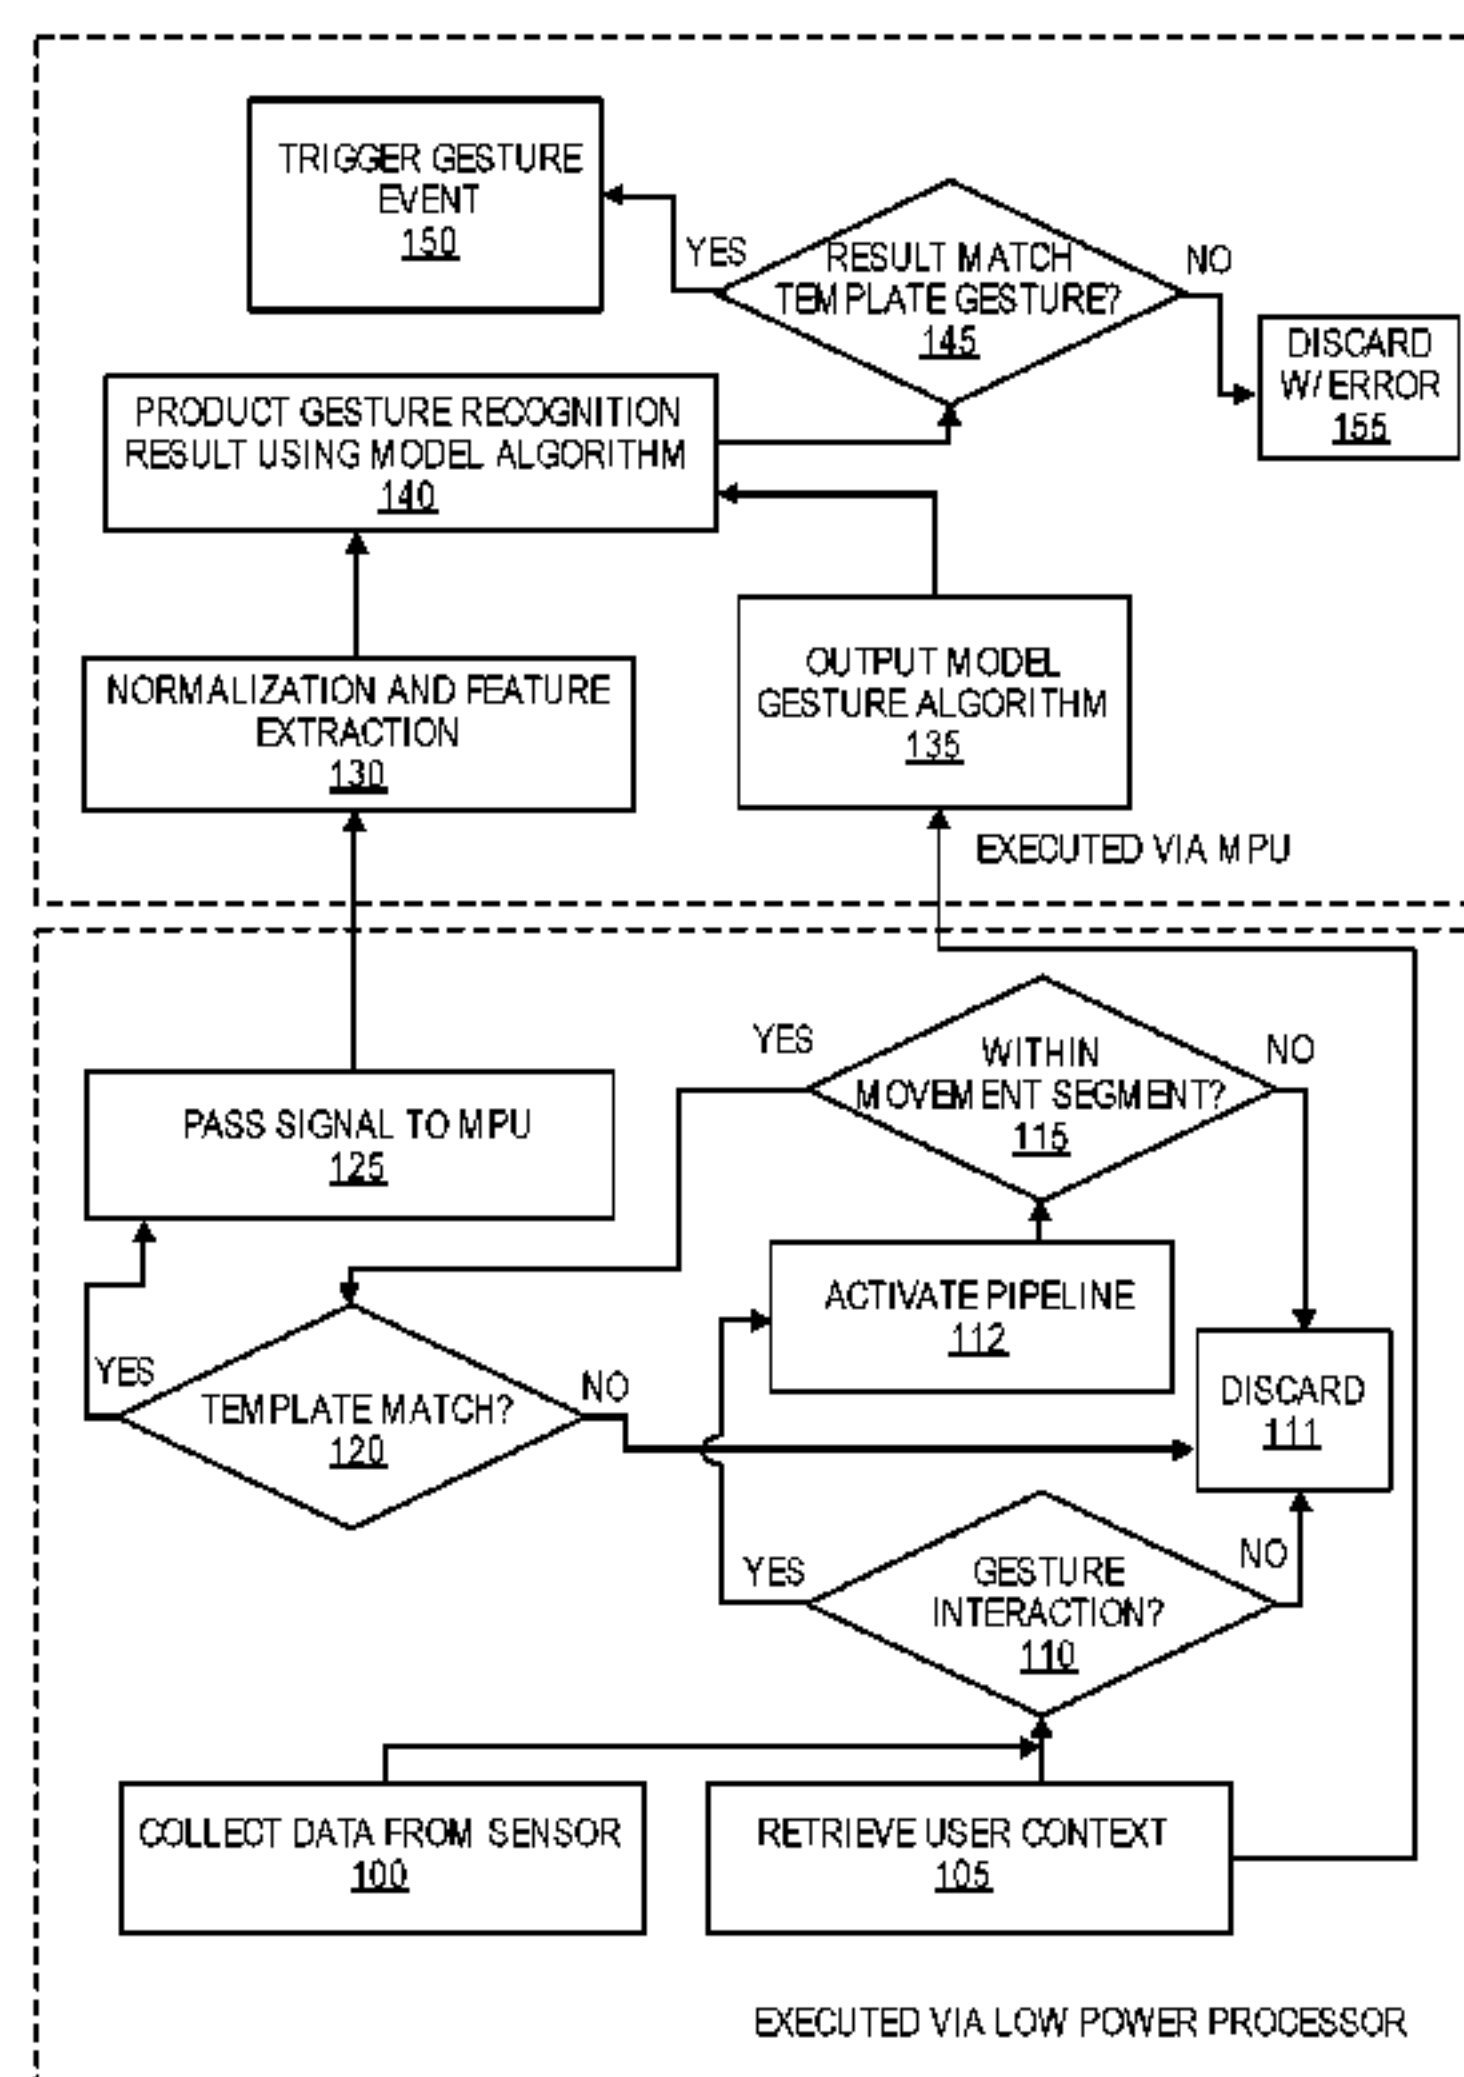 TRIGGER GESTURE
EVENT
150
YES
RESULT MATCH
TEMPLATE GESTURE?
145
NO
DISCARD
W/ ERROR
155
PRODUCT GESTURE RECOGNITION
RESULT USING MODEL ALGORITHM
140
NORMALIZATION AND FEATURE
EXTRACTION
130
OUTPUT MODEL
GESTURE ALGORITHM
135
EXECUTED VIA MPU
PASS SIGNAL TO MPU
125
YES
WITHIN
MOVEMENT SEGMENT?
115
NO
ACTIVATE PIPELINE
112
YES
TEMPLATE MATCH?
120
NO
DISCARD
111
YES
GESTURE
INTERACTION?
110
NO
COLLECT DATA FROM SENSOR
100
RETRIEVE USER CONTEXT
105
EXECUTED VIA LOW POWER PROCESSOR